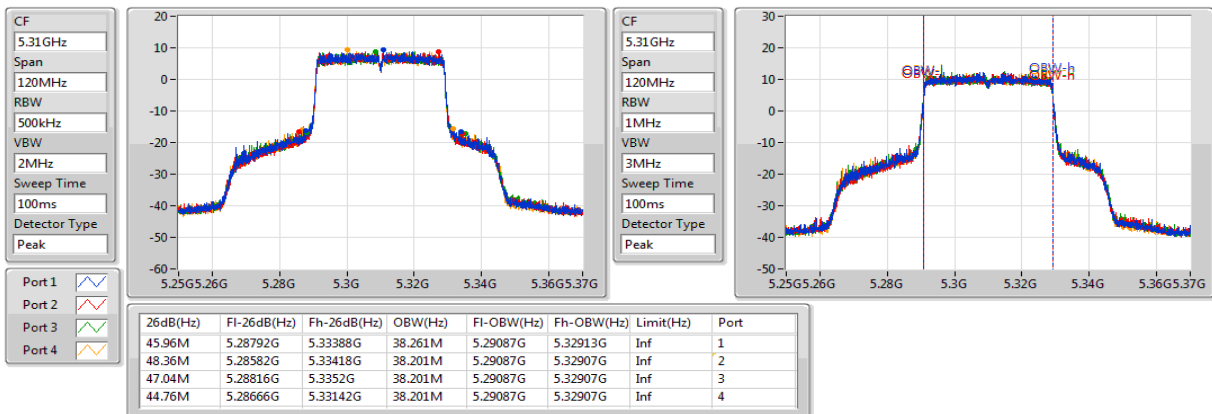 CF
5.31GHz
Span
120MHz
RBW
500kHz
VBW
2MHz
Sweep Time
100ms
Detector Type
Peak
Port 1
Port 2
Port 3
Port 4
20
10
0
-10
-20
-30
-40
-50
-60
5.25G 5.26G 5.28G 5.3G 5.32G 5.34G 5.36G 5.37G
CF
5.31GHz
Span
120MHz
RBW
1MHz
VBW
3MHz
Sweep Time
100ms
Detector Type
Peak
30
20
10
0
-10
-20
-30
-40
-50
OBW-l OBW-h
5.25G 5.26G 5.28G 5.3G 5.32G 5.34G 5.36G 5.37G
26dB(Hz) Fl-26dB(Hz) Fh-26dB(Hz) OBW(Hz) Fl-OBW(Hz) Fh-OBW(Hz) Limit(Hz) Port
45.96M 5.28792G 5.33388G 38.261M 5.29087G 5.32913G Inf 1
48.36M 5.28582G 5.33418G 38.201M 5.29087G 5.32907G Inf 2
47.04M 5.28816G 5.3352G 38.201M 5.29087G 5.32907G Inf 3
44.76M 5.28666G 5.33142G 38.201M 5.29087G 5.32907G Inf 4